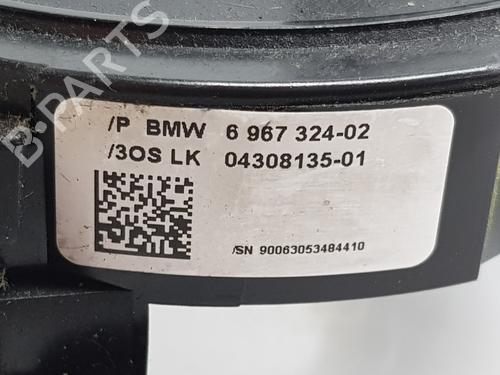 B-PARTS
/P BMW 6 967 324-02
/3OS LK 04308135-01
/SN 90063053484410